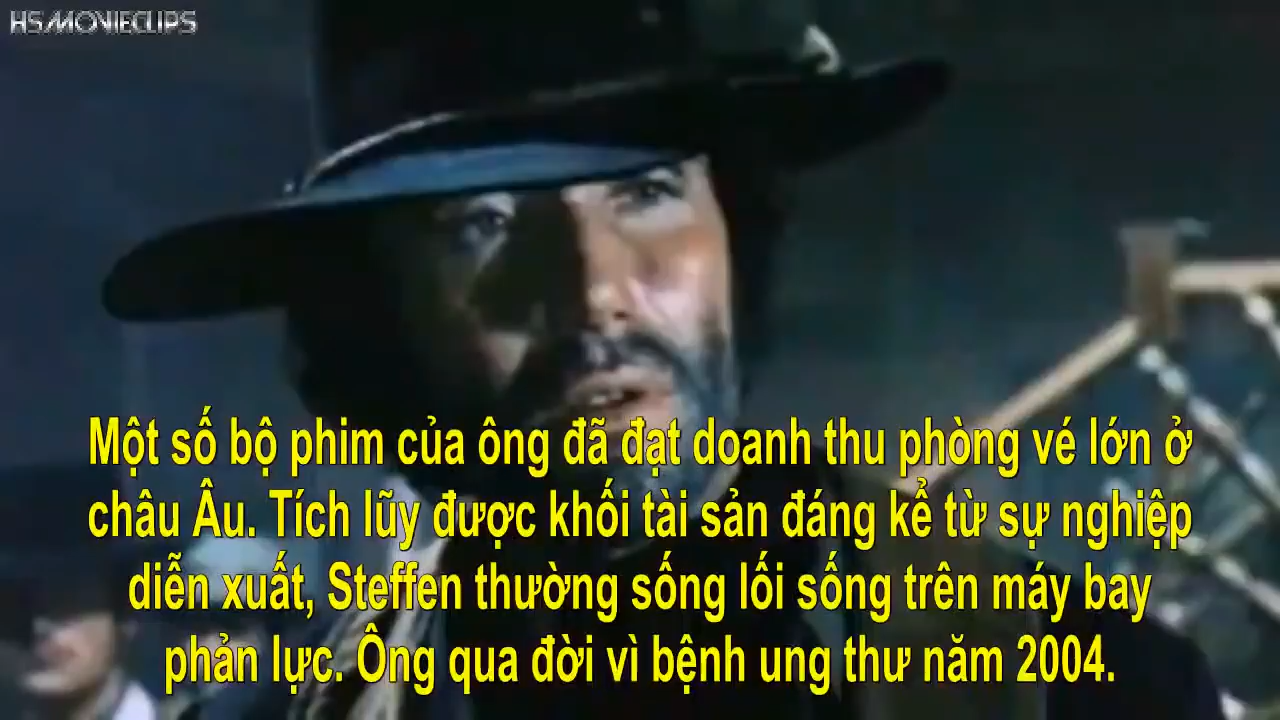 HSMOVIECLIPS
Một số bộ phim của ông đã đạt doanh thu phòng vé lớn ở
châu Âu. Tích lũy được khối tài sản đáng kể từ sự nghiệp
diễn xuất, Steffen thường sống lối sống trên máy bay
phản lực. Ông qua đời vì bệnh ung thư năm 2004.